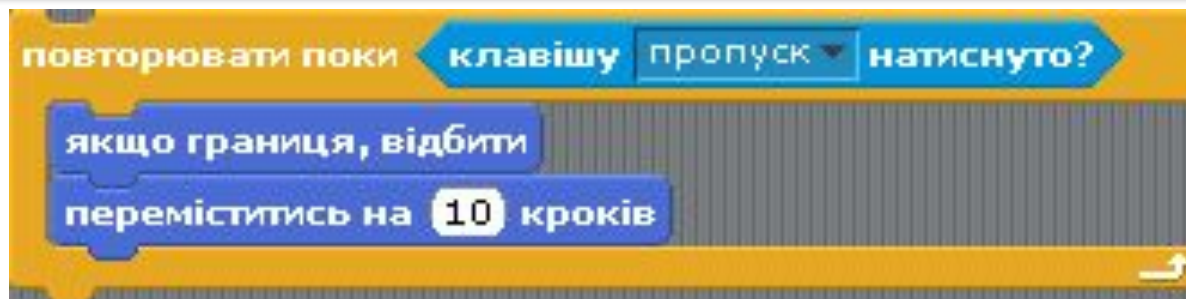 повторювати поки клавішу пропуск натиснуто?
якщо границя, відбити
переміститись на 10 кроків